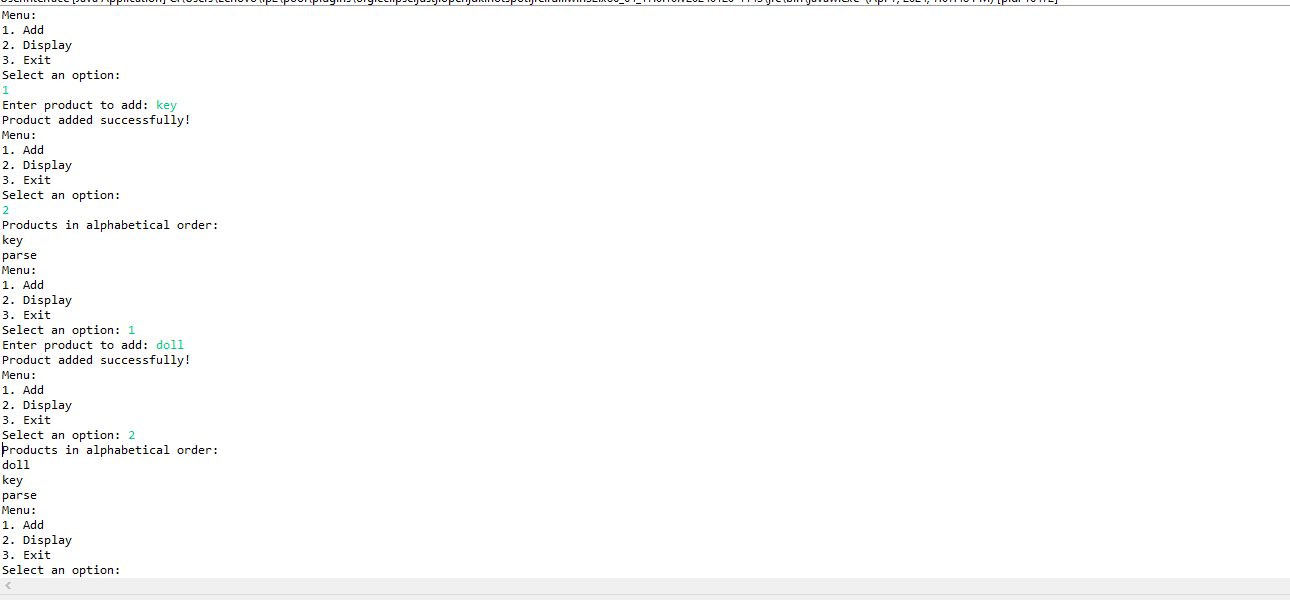 Menu:
1. Add
2. Display
3. Exit
Select an option:
1
Enter product to add: key
Product added successfully!
Menu:
1. Add
2. Display
3. Exit
Select an option:
2
Products in alphabetical order:
key
parse
Menu:
1. Add
2. Display
3. Exit
Select an option: 1
Enter product to add: doll
Product added successfully!
Menu:
1. Add
2. Display
3. Exit
Select an option: 2
Products in alphabetical order:
doll
key
parse
Menu:
1. Add
2. Display
3. Exit
Select an option: